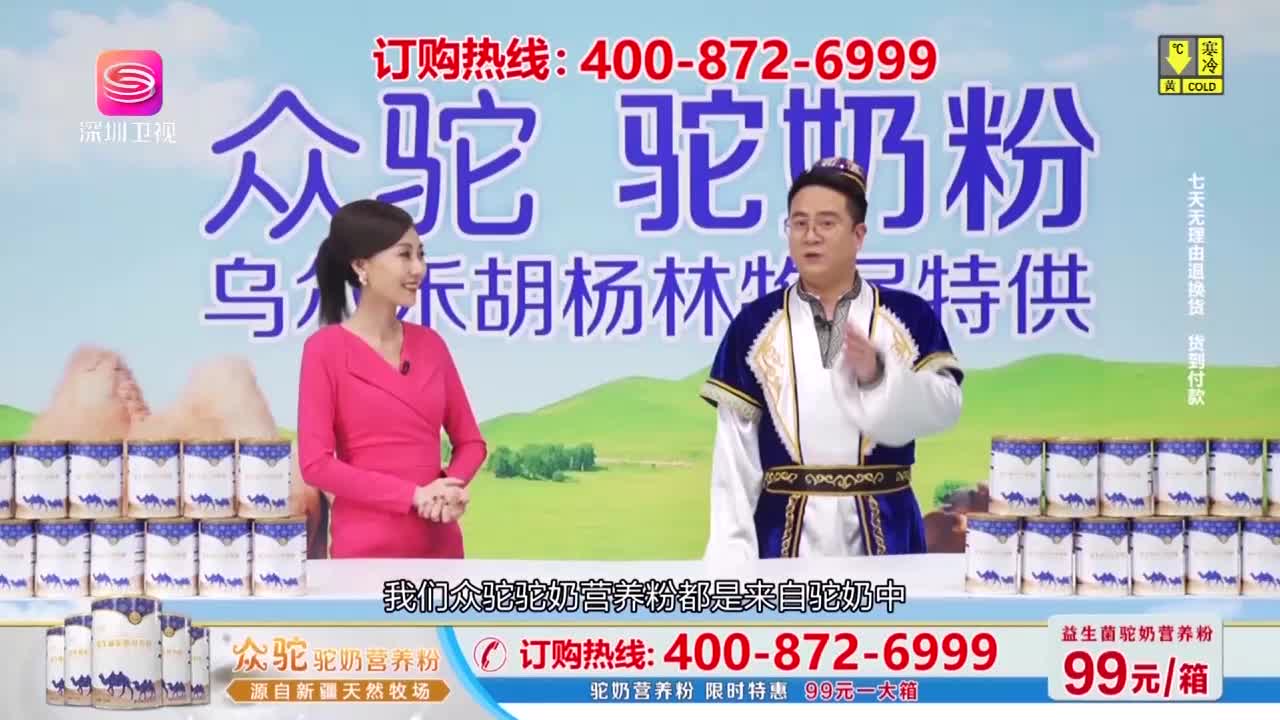 订购热线：400-872-6999
深圳卫视
℃ 寒冷
黄 COLD
众驼 驼奶粉
胡杨林
特供
七天无理由退换货 货到付款
我们众驼驼奶营养粉都是来自驼奶中
众驼驼奶营养粉
源自新疆天然牧场
订购热线：400-872-6999
驼奶营养粉 限时特惠 99元一大箱
益生菌驼奶营养粉
99元/箱